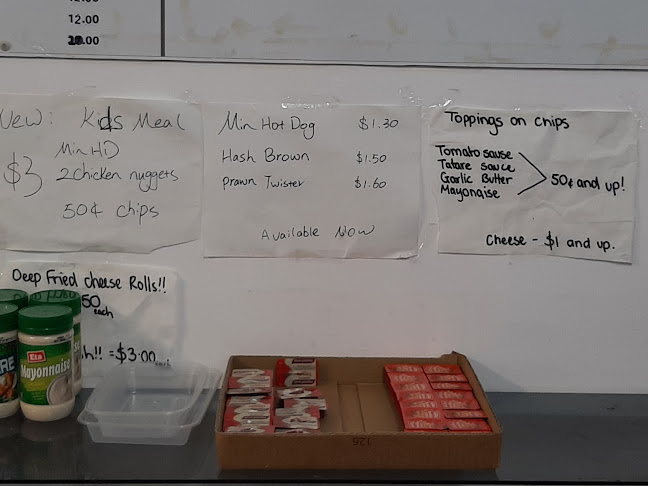 12.00
New: Kids Meal
$3
Min HD
2 chicken nuggets
50¢ chips
Min Hot Dog $1.30
Hash Brown $1.50
Prawn Twister $1.60
Available Now
Toppings on chips
Tomato sause
Tatare sauce
Garlic Butter
Mayonaise
50¢ and up!
Cheese - $1 and up.
Deep Fried cheese Rolls!!
50 each
h!! = $3.00
Eta
Mayonnaise
126